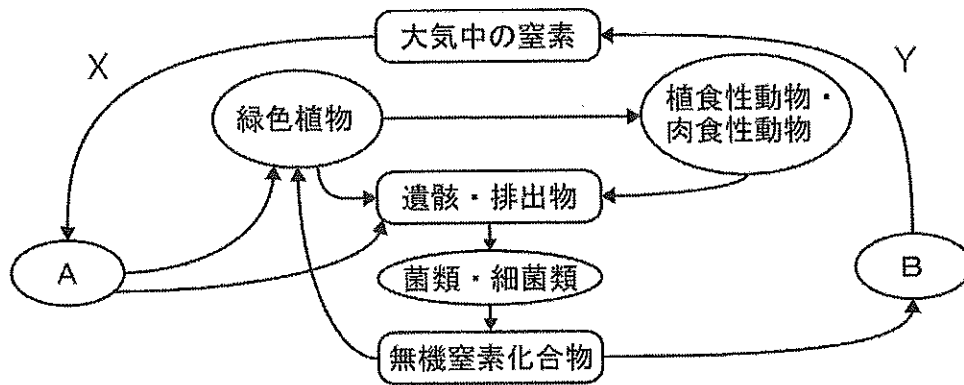 大気中の窒素
X
Y
緑色植物
植食性動物・
肉食性動物
遺骸・排出物
A
B
菌類・細菌類
無機窒素化合物